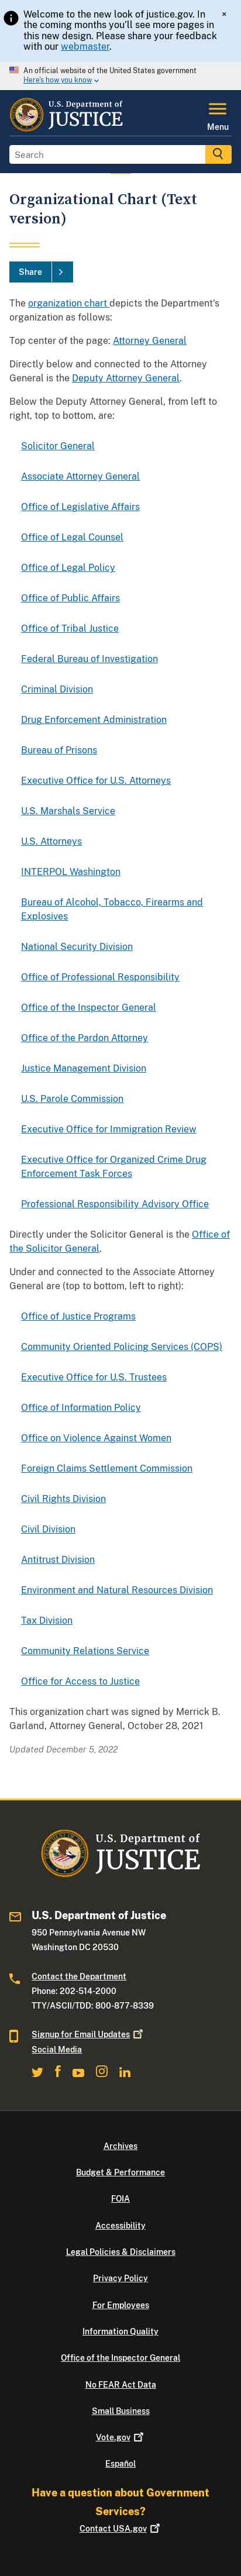 Welcome to the new look of justice.gov. In
the coming months you'll see more pages in
this new design. Please share your feedback
with our webmaster.
×
An official website of the United States government
Here's how you know
U.S. Department of
JUSTICE
Menu
Search
Organizational Chart (Text
version)
Share
The organization chart depicts the Department's
organization as follows:
Top center of the page: Attorney General
Directly below and connected to the Attorney
General is the Deputy Attorney General.
Below the Deputy Attorney General, from left to
right, top to bottom, are:
Solicitor General
Associate Attorney General
Office of Legislative Affairs
Office of Legal Counsel
Office of Legal Policy
Office of Public Affairs
Office of Tribal Justice
Federal Bureau of Investigation
Criminal Division
Drug Enforcement Administration
Bureau of Prisons
Executive Office for U.S. Attorneys
U.S. Marshals Service
U.S. Attorneys
INTERPOL Washington
Bureau of Alcohol, Tobacco, Firearms and
Explosives
National Security Division
Office of Professional Responsibility
Office of the Inspector General
Office of the Pardon Attorney
Justice Management Division
U.S. Parole Commission
Executive Office for Immigration Review
Executive Office for Organized Crime Drug
Enforcement Task Forces
Professional Responsibility Advisory Office
Directly under the Solicitor General is the Office of
the Solicitor General.
Under and connected to the Associate Attorney
General are (top to bottom, left to right):
Office of Justice Programs
Community Oriented Policing Services (COPS)
Executive Office for U.S. Trustees
Office of Information Policy
Office on Violence Against Women
Foreign Claims Settlement Commission
Civil Rights Division
Civil Division
Antitrust Division
Environment and Natural Resources Division
Tax Division
Community Relations Service
Office for Access to Justice
This organization chart was signed by Merrick B.
Garland, Attorney General, October 28, 2021
Updated December 5, 2022
U.S. Department of
JUSTICE
U.S. Department of Justice
950 Pennsylvania Avenue NW
Washington DC 20530
Contact the Department
Phone: 202-514-2000
TTY/ASCII/TDD: 800-877-8339
Signup for Email Updates
Social Media
Archives
Budget & Performance
FOIA
Accessibility
Legal Policies & Disclaimers
Privacy Policy
For Employees
Information Quality
Office of the Inspector General
No FEAR Act Data
Small Business
Vote.gov
Español
Have a question about Government
Services?
Contact USA.gov